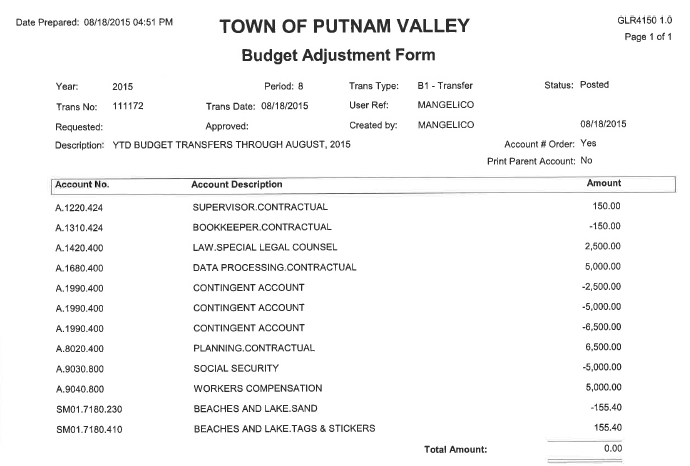 Date Prepared: 08/18/2015 04:51 PM
TOWN OF PUTNAM VALLEY
GLR4150 1.0
Page 1 of 1
Budget Adjustment Form
Year: 2015 Period: 8 Trans Type: B1 - Transfer Status: Posted
Trans No: 111172 Trans Date: 08/18/2015 User Ref: MANGELICO
Requested: Approved: Created by: MANGELICO 08/18/2015
Description: YTD BUDGET TRANSFERS THROUGH AUGUST, 2015 Account # Order: Yes
Print Parent Account: No
Account No. Account Description Amount
A.1220.424 SUPERVISOR.CONTRACTUAL 150.00
A.1310.424 BOOKKEEPER.CONTRACTUAL -150.00
A.1420.400 LAW.SPECIAL LEGAL COUNSEL 2,500.00
A.1680.400 DATA PROCESSING.CONTRACTUAL 5,000.00
A.1990.400 CONTINGENT ACCOUNT -2,500.00
A.1990.400 CONTINGENT ACCOUNT -5,000.00
A.1990.400 CONTINGENT ACCOUNT -6,500.00
A.8020.400 PLANNING.CONTRACTUAL 6,500.00
A.9030.800 SOCIAL SECURITY -5,000.00
A.9040.800 WORKERS COMPENSATION 5,000.00
SM01.7180.230 BEACHES AND LAKE.SAND -155.40
SM01.7180.410 BEACHES AND LAKE.TAGS & STICKERS 155.40
Total Amount: 0.00